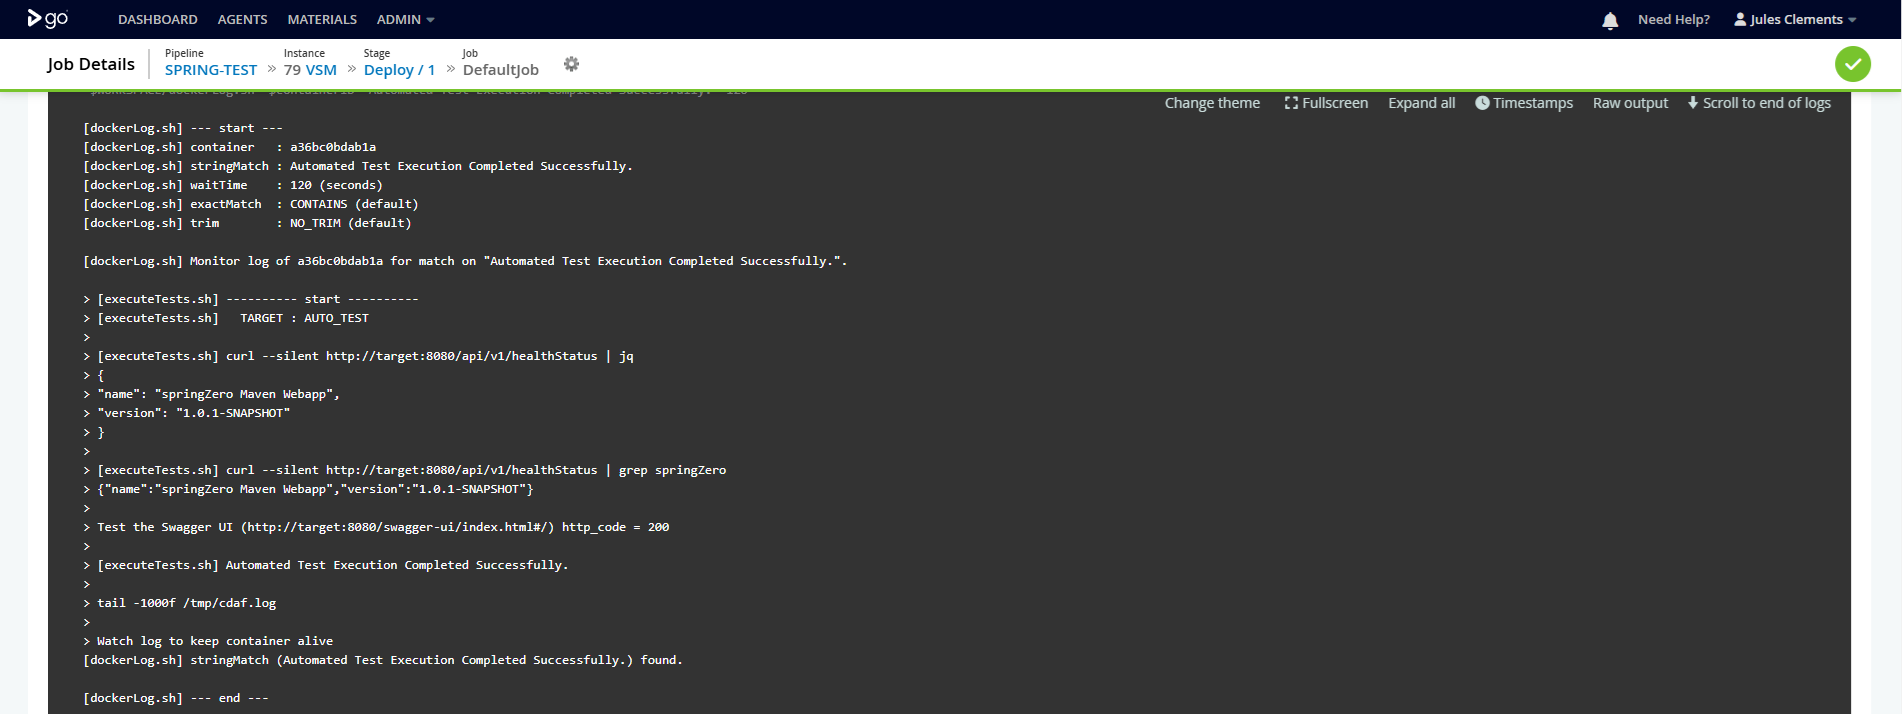 go DASHBOARD AGENTS MATERIALS ADMIN Need Help? Jules Clements
Job Details
Pipeline Instance Stage Job
SPRING-TEST » 79 VSM » Deploy / 1 » DefaultJob
Change theme Fullscreen Expand all Timestamps Raw output Scroll to end of logs
[dockerLog.sh] --- start ---
[dockerLog.sh] container   : a36bc0bdab1a
[dockerLog.sh] stringMatch : Automated Test Execution Completed Successfully.
[dockerLog.sh] waitTime    : 120 (seconds)
[dockerLog.sh] exactMatch  : CONTAINS (default)
[dockerLog.sh] trim        : NO_TRIM (default)
[dockerLog.sh] Monitor log of a36bc0bdab1a for match on "Automated Test Execution Completed Successfully.".
> [executeTests.sh] ---------- start ----------
> [executeTests.sh]   TARGET : AUTO_TEST
>
> [executeTests.sh] curl --silent http://target:8080/api/v1/healthStatus | jq
> {
> "name": "springZero Maven Webapp",
> "version": "1.0.1-SNAPSHOT"
> }
>
> [executeTests.sh] curl --silent http://target:8080/api/v1/healthStatus | grep springZero
> {"name":"springZero Maven Webapp","version":"1.0.1-SNAPSHOT"}
>
> Test the Swagger UI (http://target:8080/swagger-ui/index.html#/) http_code = 200
>
> [executeTests.sh] Automated Test Execution Completed Successfully.
>
> tail -1000f /tmp/cdaf.log
>
> Watch log to keep container alive
[dockerLog.sh] stringMatch (Automated Test Execution Completed Successfully.) found.
[dockerLog.sh] --- end ---